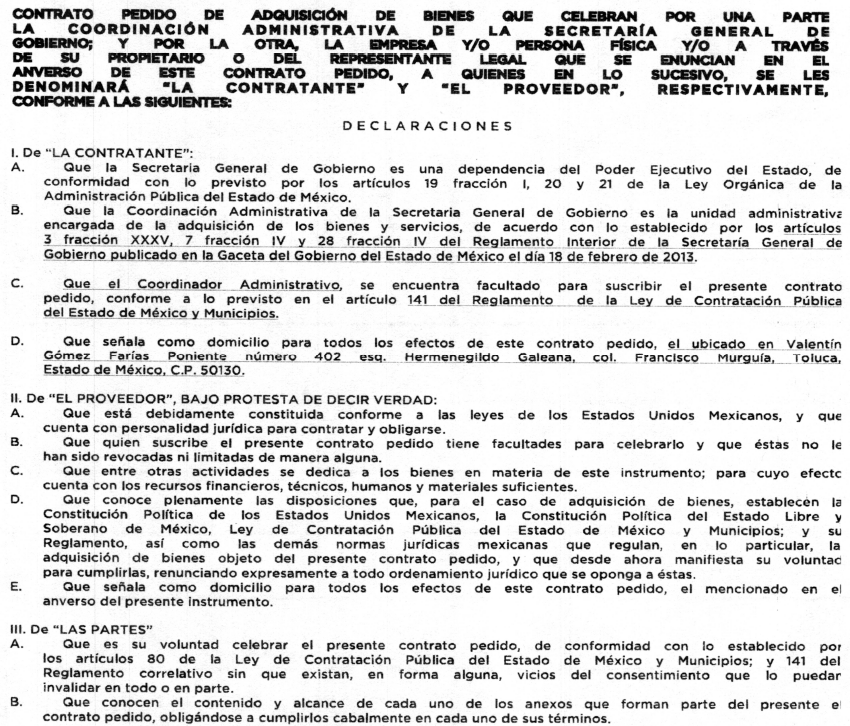 CONTRATO PEDIDO DE ADQUISICIÓN DE BIENES QUE CELEBRAN POR UNA PARTE
LA COORDINACIÓN ADMINISTRATIVA DE LA SECRETARÍA GENERAL DE
GOBIERNO; Y POR LA OTRA, LA EMPRESA Y/O PERSONA FÍSICA Y/O A TRAVÉS
DE SU PROPIETARIO O DEL REPRESENTANTE LEGAL QUE SE ENUNCIAN EN EL
ANVERSO DE ESTE CONTRATO PEDIDO, A QUIENES EN LO SUCESIVO, SE LES
DENOMINARÁ "LA CONTRATANTE" Y "EL PROVEEDOR", RESPECTIVAMENTE,
CONFORME A LAS SIGUIENTES:
DECLARACIONES
I. De "LA CONTRATANTE":
A. Que la Secretaria General de Gobierno es una dependencia del Poder Ejecutivo del Estado, de
conformidad con lo previsto por los artículos 19 fracción I, 20 y 21 de la Ley Orgánica de la
Administración Pública del Estado de México.
B. Que la Coordinación Administrativa de la Secretaria General de Gobierno es la unidad administrativa
encargada de la adquisición de los bienes y servicios, de acuerdo con lo establecido por los artículos
3 fracción XXXV, 7 fracción IV y 28 fracción IV del Reglamento Interior de la Secretaría General de
Gobierno publicado en la Gaceta del Gobierno del Estado de México el día 18 de febrero de 2013.
C. Que el Coordinador Administrativo, se encuentra facultado para suscribir el presente contrato
pedido, conforme a lo previsto en el artículo 141 del Reglamento de la Ley de Contratación Pública
del Estado de México y Municipios.
D. Que señala como domicilio para todos los efectos de este contrato pedido, el ubicado en Valentín
Gómez Farías Poniente número 402 esq. Hermenegildo Galeana, col. Francisco Murguía, Toluca,
Estado de México, C.P. 50130.
II. De "EL PROVEEDOR", BAJO PROTESTA DE DECIR VERDAD:
A. Que está debidamente constituida conforme a las leyes de los Estados Unidos Mexicanos, y que
cuenta con personalidad jurídica para contratar y obligarse.
B. Que quien suscribe el presente contrato pedido tiene facultades para celebrarlo y que éstas no le
han sido revocadas ni limitadas de manera alguna.
C. Que entre otras actividades se dedica a los bienes en materia de este instrumento; para cuyo efecto
cuenta con los recursos financieros, técnicos, humanos y materiales suficientes.
D. Que conoce plenamente las disposiciones que, para el caso de adquisición de bienes, establecen la
Constitución Política de los Estados Unidos Mexicanos, la Constitución Política del Estado Libre y
Soberano de México, Ley de Contratación Pública del Estado de México y Municipios; y su
Reglamento, así como las demás normas jurídicas mexicanas que regulan, en lo particular, la
adquisición de bienes objeto del presente contrato pedido, y que desde ahora manifiesta su voluntad
para cumplirlas, renunciando expresamente a todo ordenamiento jurídico que se oponga a éstas.
E. Que señala como domicilio para todos los efectos de este contrato pedido, el mencionado en el
anverso del presente instrumento.
III. De "LAS PARTES"
A. Que es su voluntad celebrar el presente contrato pedido, de conformidad con lo establecido por
los artículos 80 de la Ley de Contratación Pública del Estado de México y Municipios; y 141 del
Reglamento correlativo sin que existan, en forma alguna, vicios del consentimiento que lo puedan
invalidar en todo o en parte.
B. Que conocen el contenido y alcance de cada uno de los anexos que forman parte del presente el
contrato pedido, obligándose a cumplirlos cabalmente en cada uno de sus términos.